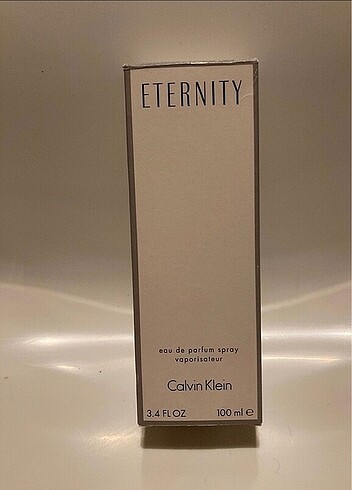 ETERNITY
eau de parfum spray
vaporisateur
Calvin Klein
3.4 FL OZ 100 ml ℮